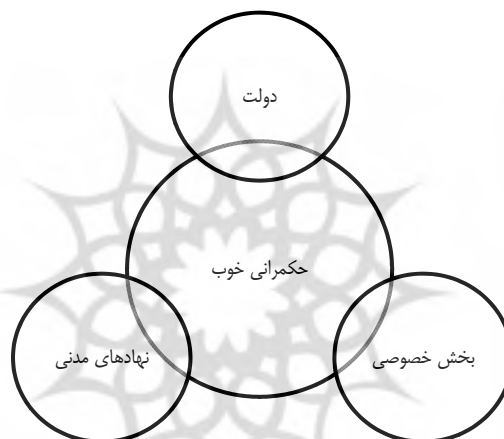 دولت
حکمرانی خوب
بخش خصوصی
نهادهای مدنی